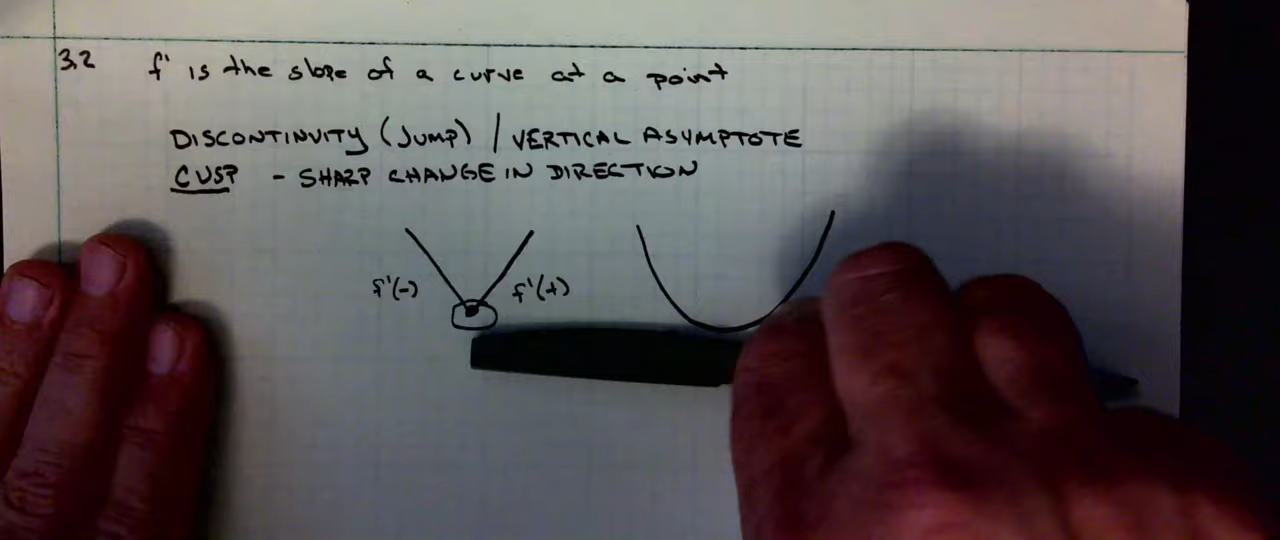 3.2 f' is the slope of a curve at a point
DISCONTINUITY (JUMP) / VERTICAL ASYMPTOTE
CUSP - SHARP CHANGE IN DIRECTION
f'(-) f'(+)